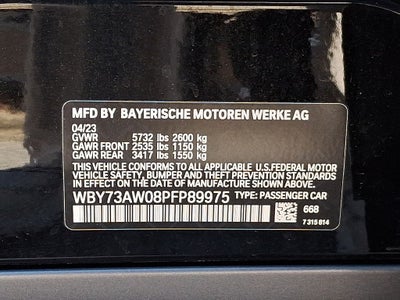 MFD BY BAYERISCHE MOTOREN WERKE AG
04/23
GVWR 5732 lbs 2600 kg
GAWR FRONT 2535 lbs 1150 kg
GAWR REAR 3417 lbs 1550 kg
THIS VEHICLE CONFORMS TO ALL APPLICABLE U.S.FEDERAL MOTOR
VEHICLE SAFETY, BUMPER AND THEFT PREVENTION STANDARDS
IN EFFECT ON THE DATE OF MANUFACTURE SHOWN ABOVE.
WBY73AW08PFP89975 TYPE: PASSENGER CAR
668
7 315 814